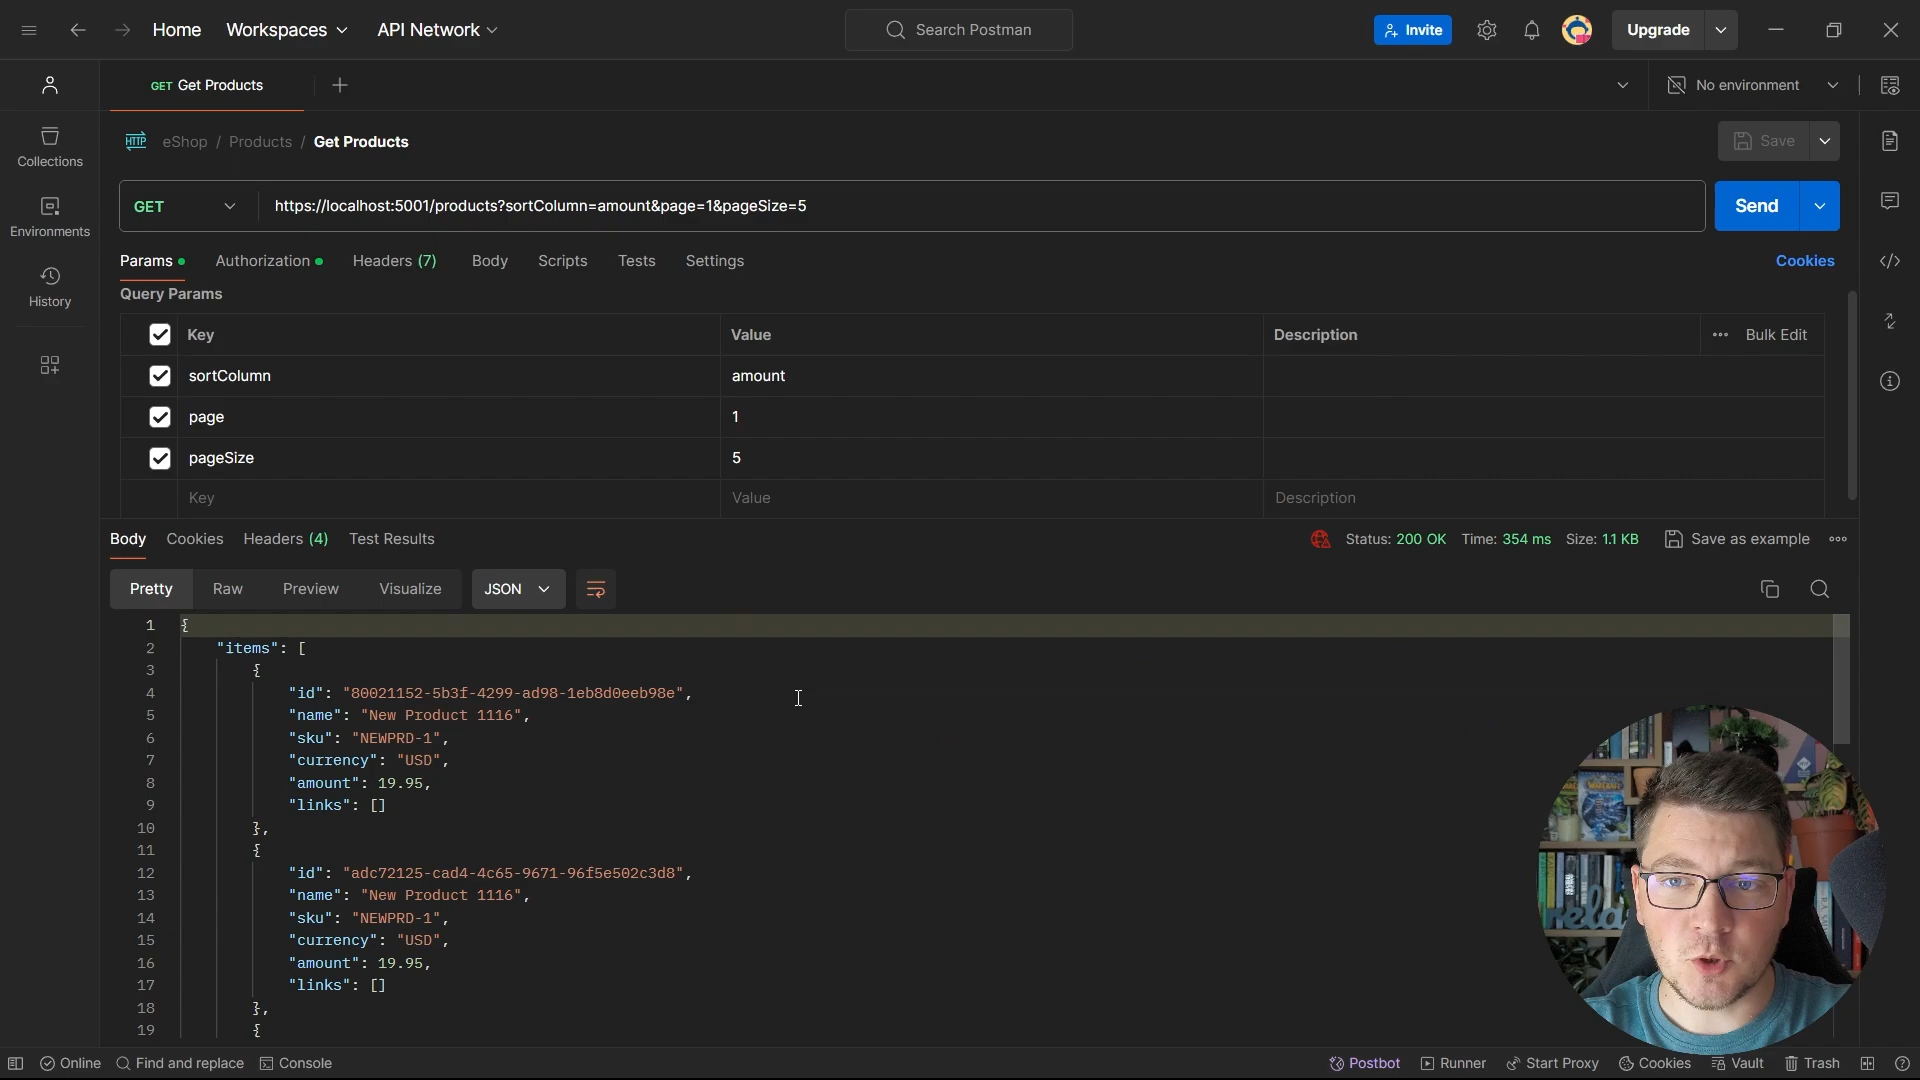 Home Workspaces API Network Search Postman Invite Upgrade
GET Get Products No environment
HTTP eShop / Products / Get Products Save
GET https://localhost:5001/products?sortColumn=amount&page=1&pageSize=5 Send
Collections
Environments
History
Params Authorization Headers (7) Body Scripts Tests Settings Cookies
Query Params
Key Value Description Bulk Edit
sortColumn amount
page 1
pageSize 5
Key Value Description
Body Cookies Headers (4) Test Results Status: 200 OK Time: 354 ms Size: 1.1 KB Save as example
Pretty Raw Preview Visualize JSON
1 {
2 "items": [
3 {
4 "id": "80021152-5b3f-4299-ad98-1eb8d0eeb98e",
5 "name": "New Product 1116",
6 "sku": "NEWPRD-1",
7 "currency": "USD",
8 "amount": 19.95,
9 "links": []
10 },
11 {
12 "id": "adc72125-cad4-4c65-9671-96f5e502c3d8",
13 "name": "New Product 1116",
14 "sku": "NEWPRD-1",
15 "currency": "USD",
16 "amount": 19.95,
17 "links": []
18 },
19 {
Online Find and replace Console Postbot Runner Start Proxy Cookies Vault Trash